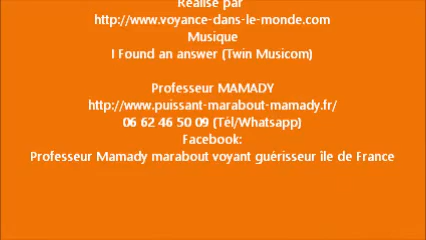 Réalisé par
http://www.voyance-dans-le-monde.com
Musique
I Found an answer (Twin Musicom)
Professeur MAMADY
http://www.puissant-marabout-mamady.fr/
06 62 46 50 09 (Tél/Whatsapp)
Facebook:
Professeur Mamady marabout voyant guérisseur île de France